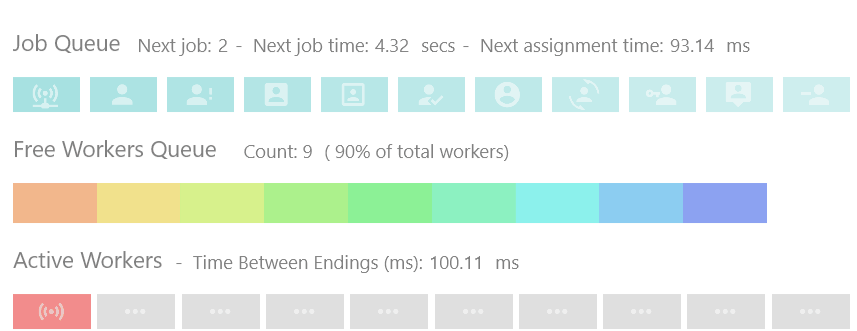 Job Queue Next job: 2 - Next job time: 4.32 secs - Next assignment time: 93.14 ms
Free Workers Queue Count: 9 ( 90% of total workers)
Active Workers - Time Between Endings (ms): 100.11 ms